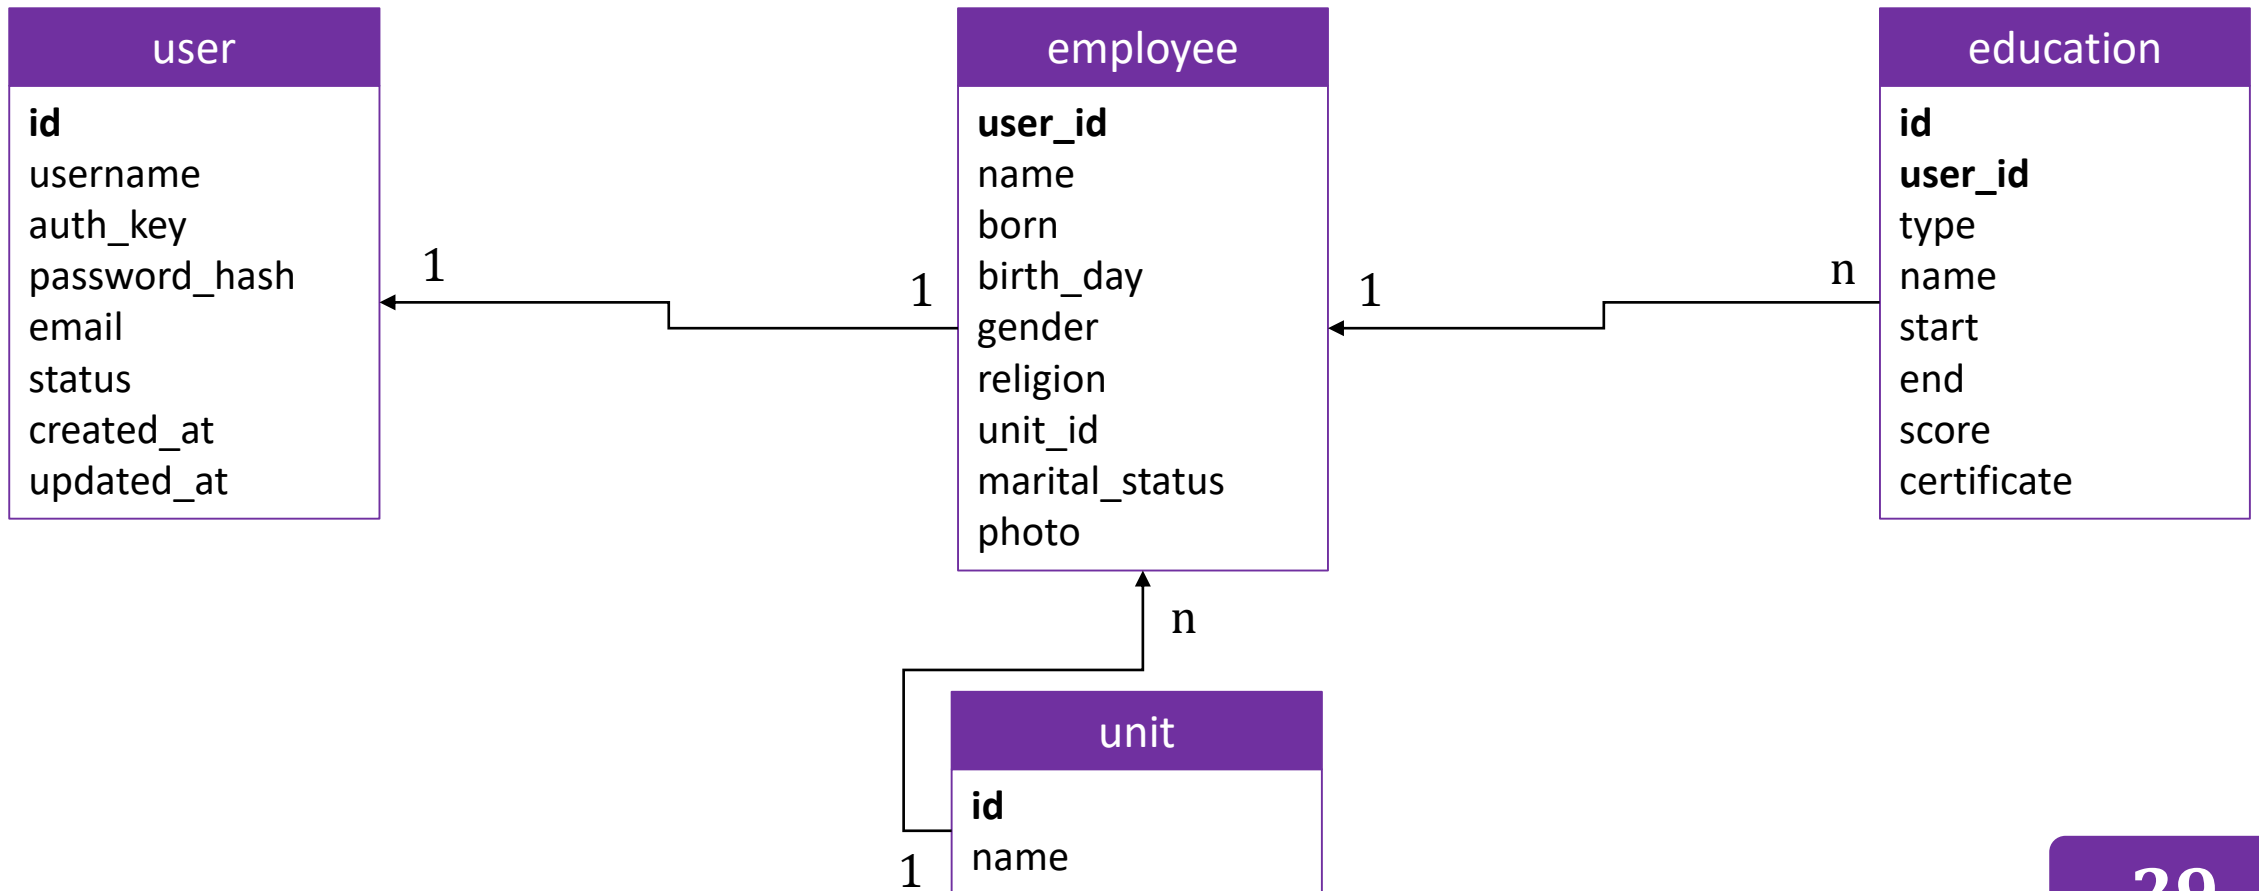 user
id
username
auth_key
password_hash
email
status
created_at
updated_at
1
1
employee
user_id
name
born
birth_day
gender
religion
unit_id
marital_status
photo
1
n
education
id
user_id
type
name
start
end
score
certificate
n
unit
id
name
1
29